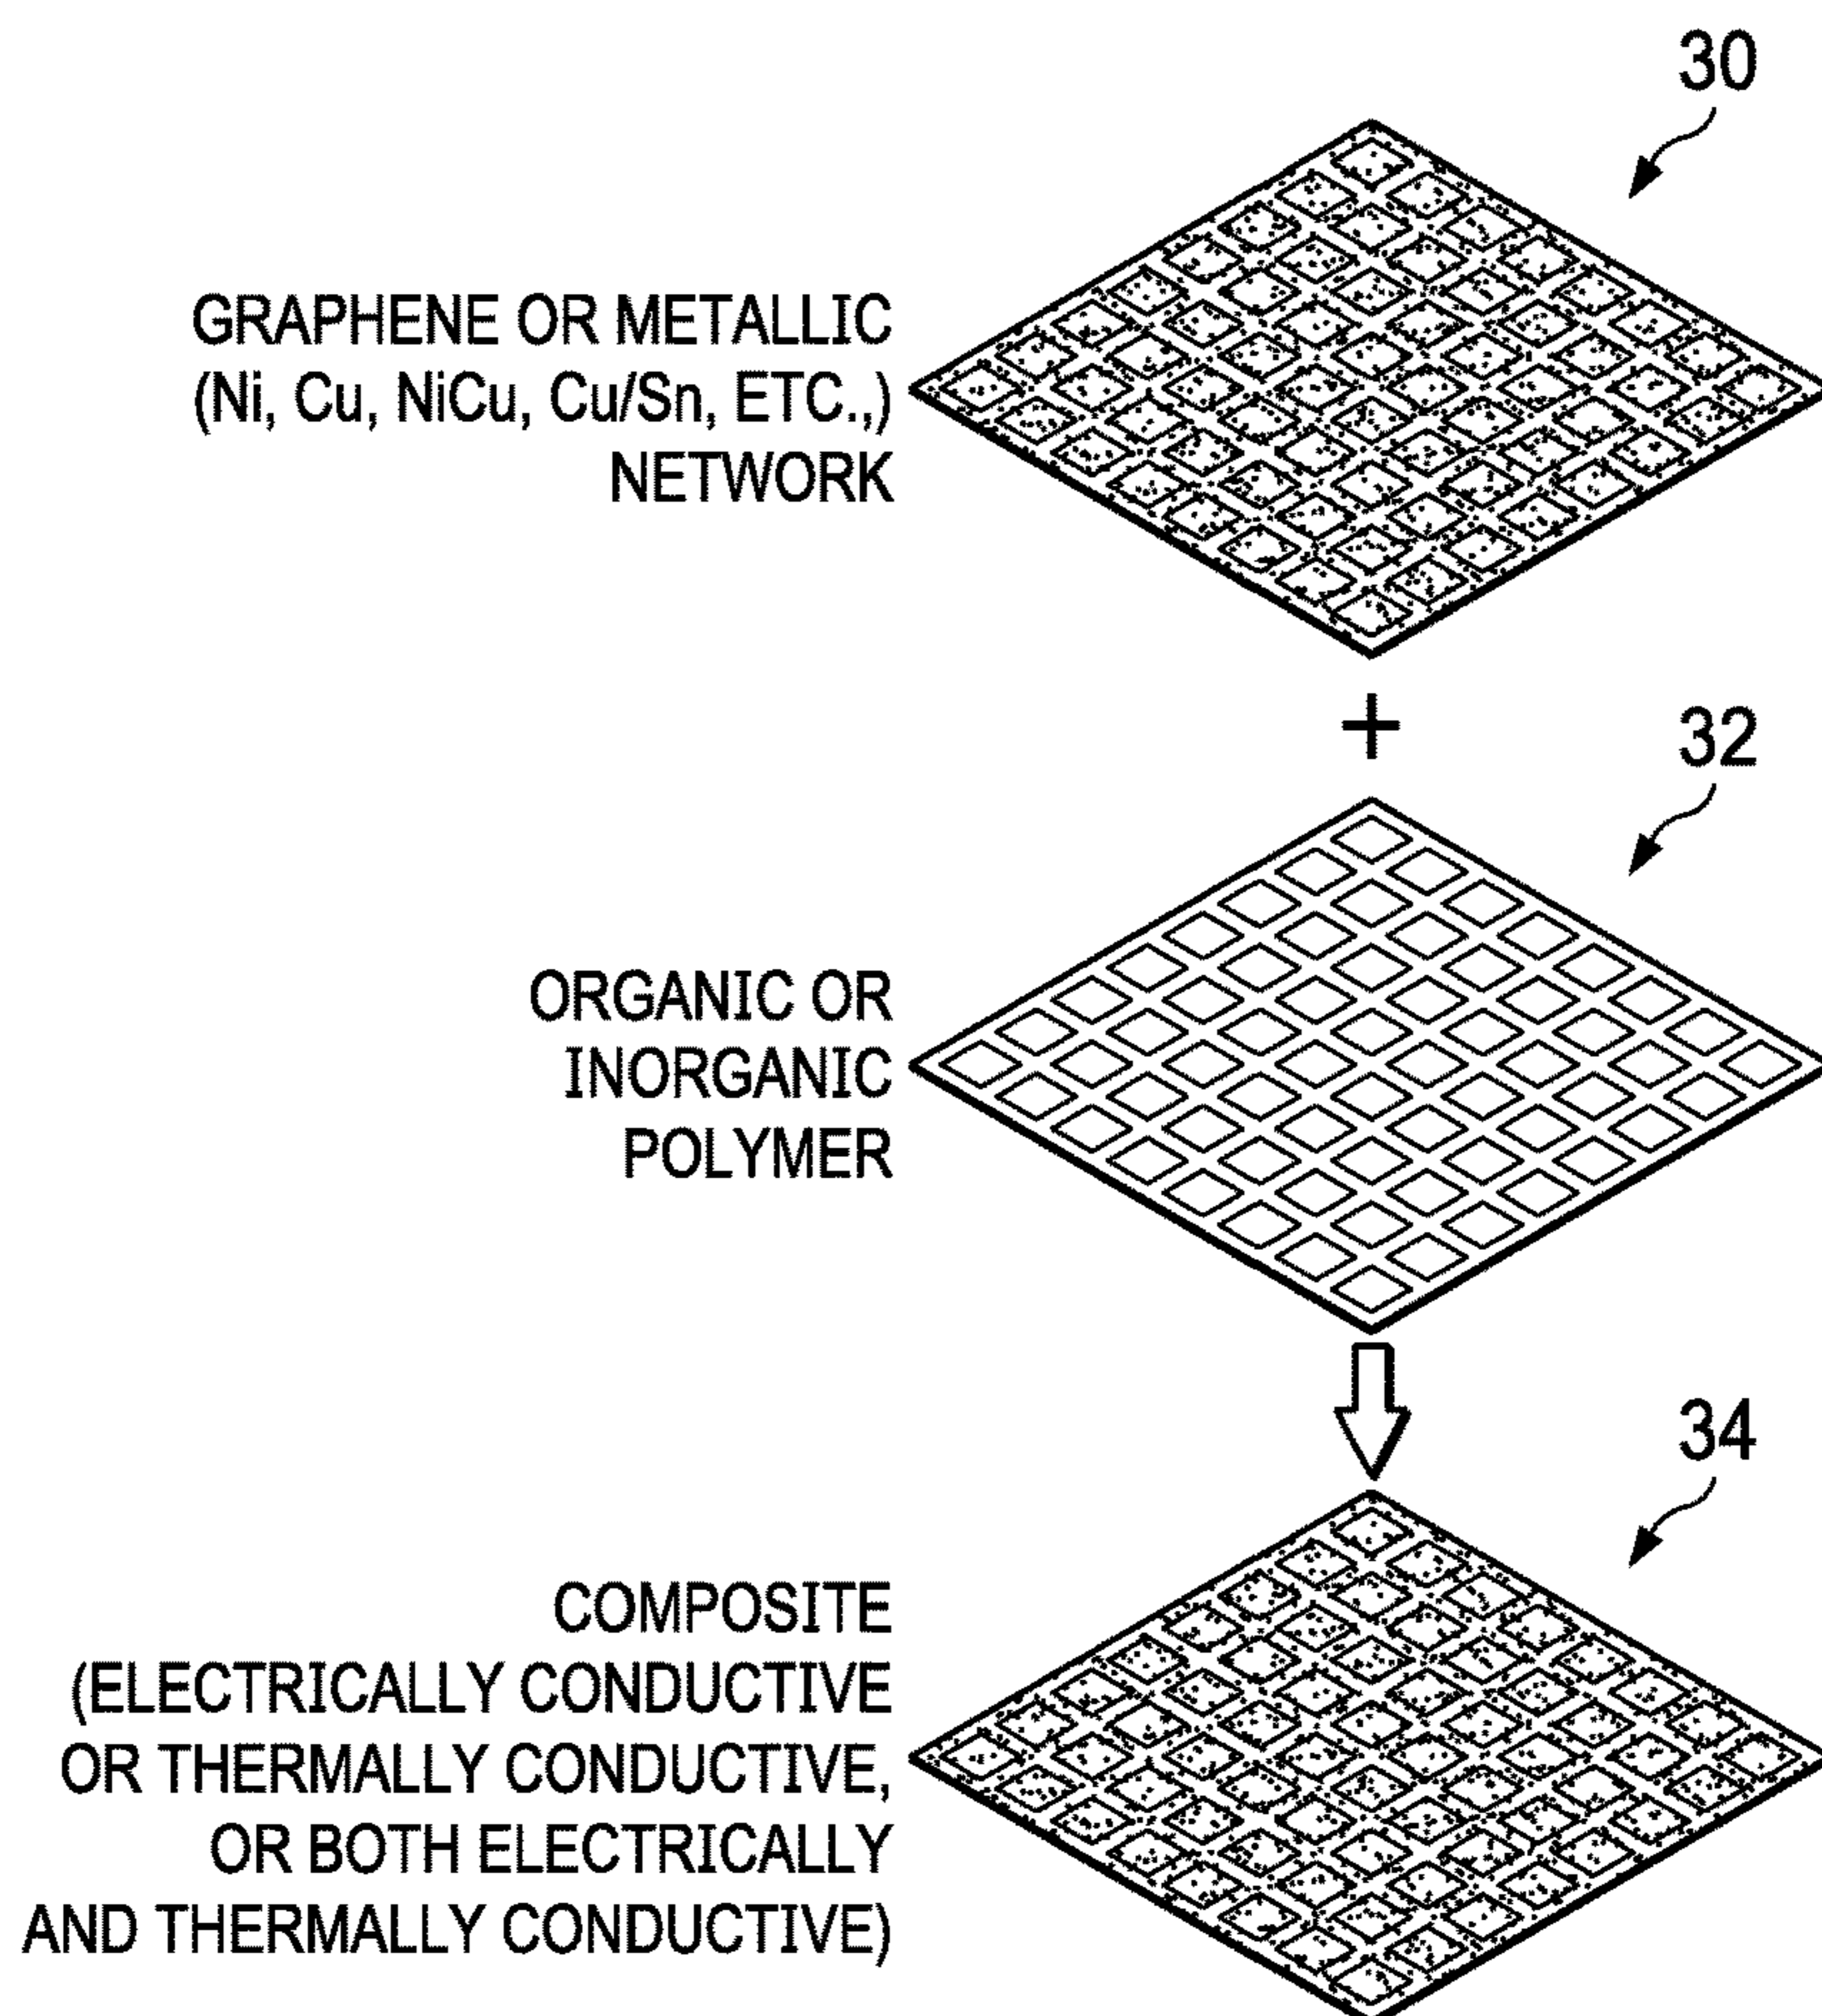 30
GRAPHENE OR METALLIC
(Ni, Cu, NiCu, Cu/Sn, ETC.,)
NETWORK
+
32
ORGANIC OR
INORGANIC
POLYMER
34
COMPOSITE
(ELECTRICALLY CONDUCTIVE
OR THERMALLY CONDUCTIVE,
OR BOTH ELECTRICALLY
AND THERMALLY CONDUCTIVE)